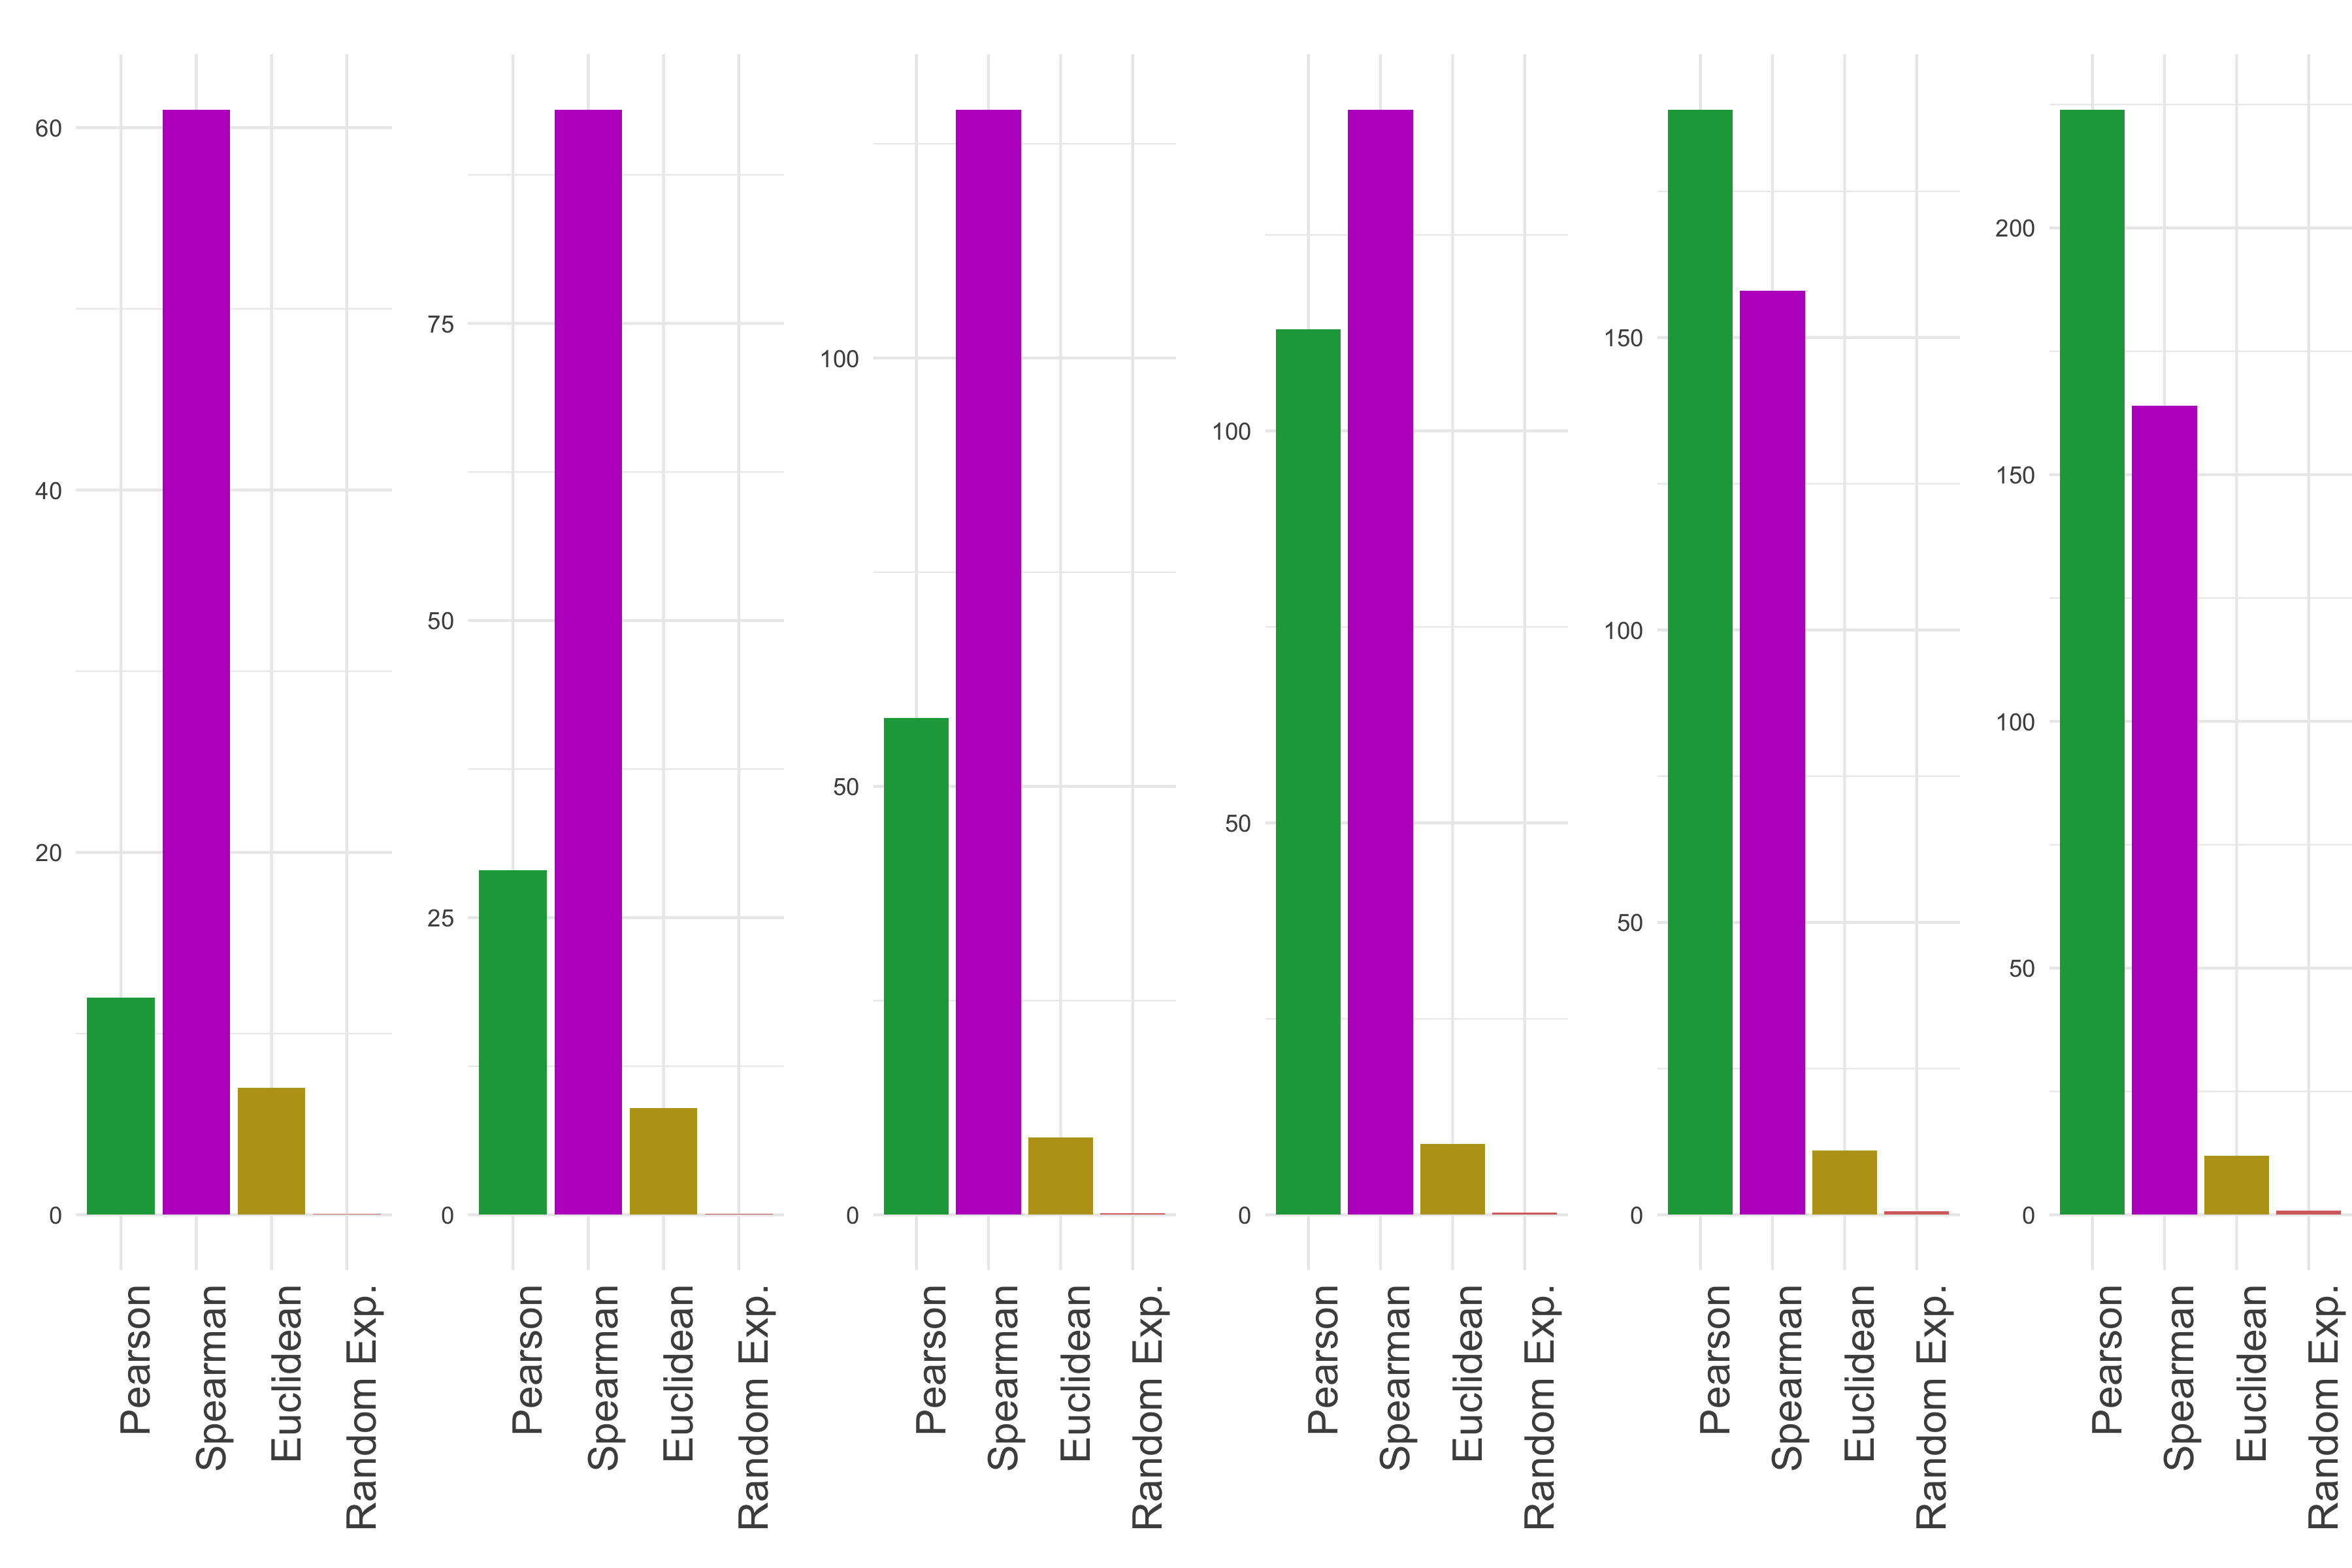 60
40
20
0
Pearson
Spearman
Euclidean
Random Exp.
75
50
25
0
Pearson
Spearman
Euclidean
Random Exp.
100
50
0
Pearson
Spearman
Euclidean
Random Exp.
100
50
0
Pearson
Spearman
Euclidean
Random Exp.
150
100
50
0
Pearson
Spearman
Euclidean
Random Exp.
200
150
100
50
0
Pearson
Spearman
Euclidean
Random Exp.